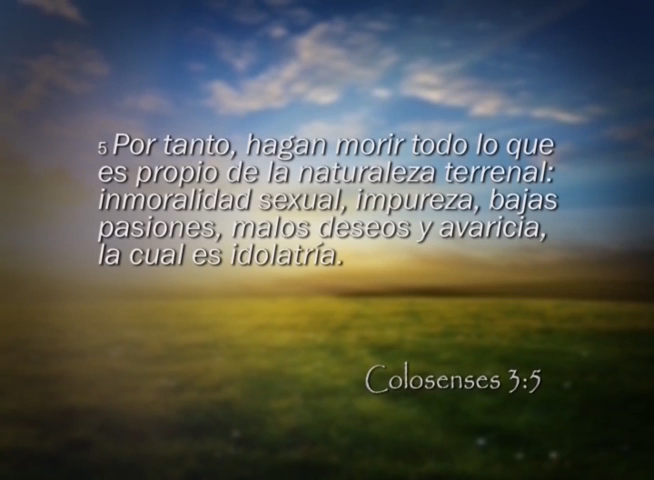 5 Por tanto, hagan morir todo lo que
es propio de la naturaleza terrenal:
inmoralidad sexual, impureza, bajas
pasiones, malos deseos y avaricia,
la cual es idolatría.
Colosenses 3:5